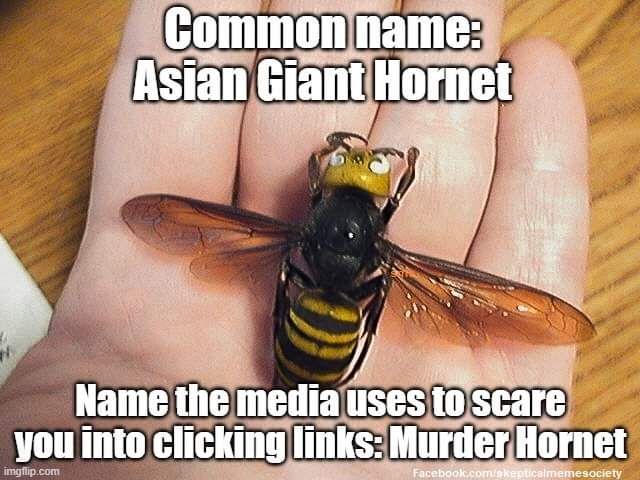 Common name:
Asian Giant Hornet
Name the media uses to scare
you into clicking links: Murder Hornet
imgflip.com
Facebook.com/skepticalmemesociety